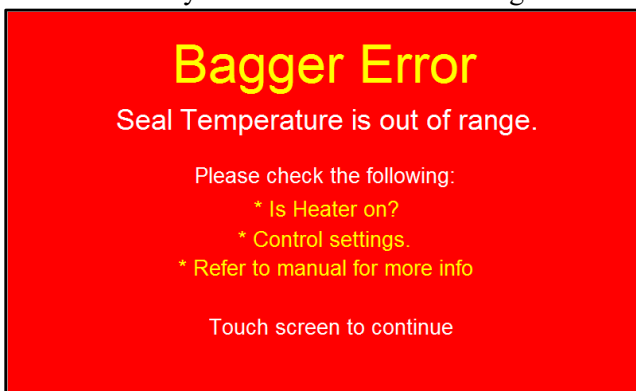 Bagger Error
Seal Temperature is out of range.
Please check the following:
* Is Heater on?
* Control settings.
* Refer to manual for more info
Touch screen to continue